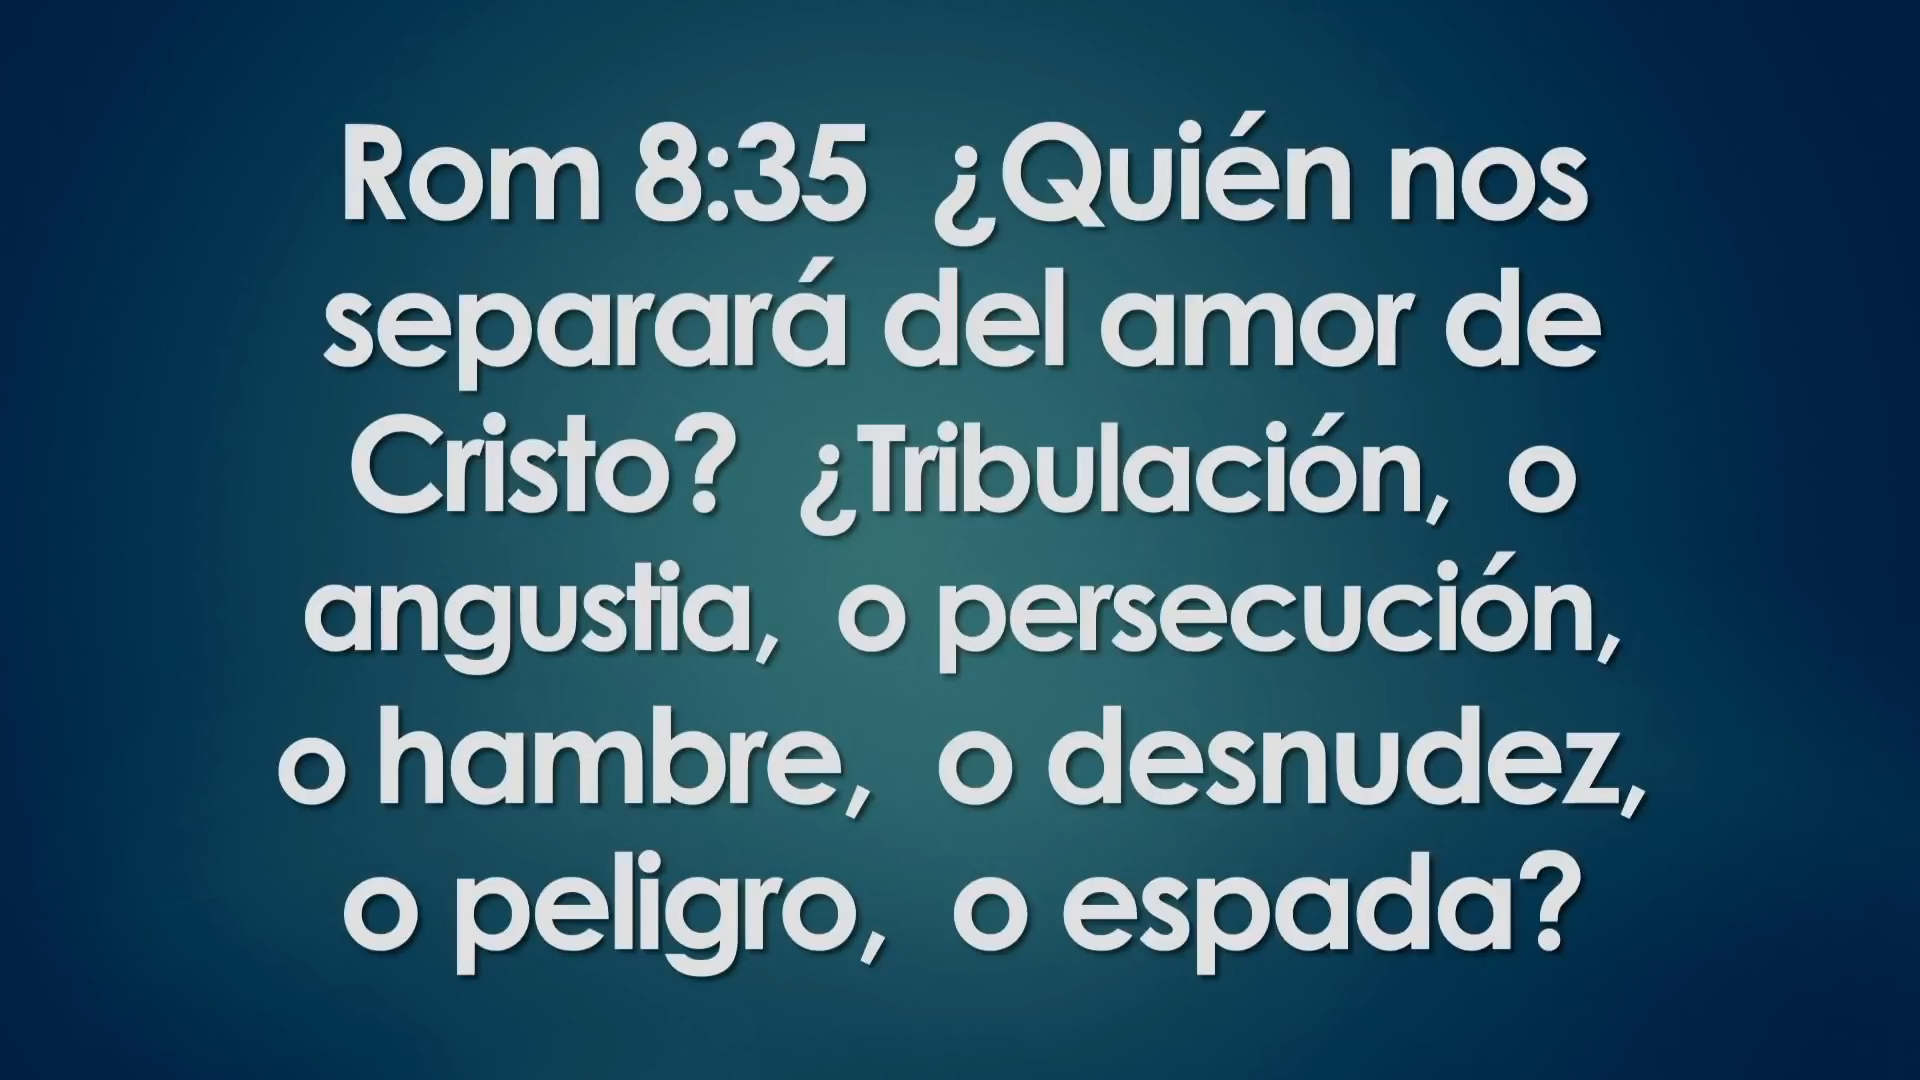 Rom 8:35 ¿Quién nos
separará del amor de
Cristo? ¿Tribulación, o
angustia, o persecución,
o hambre, o desnudez,
o peligro, o espada?